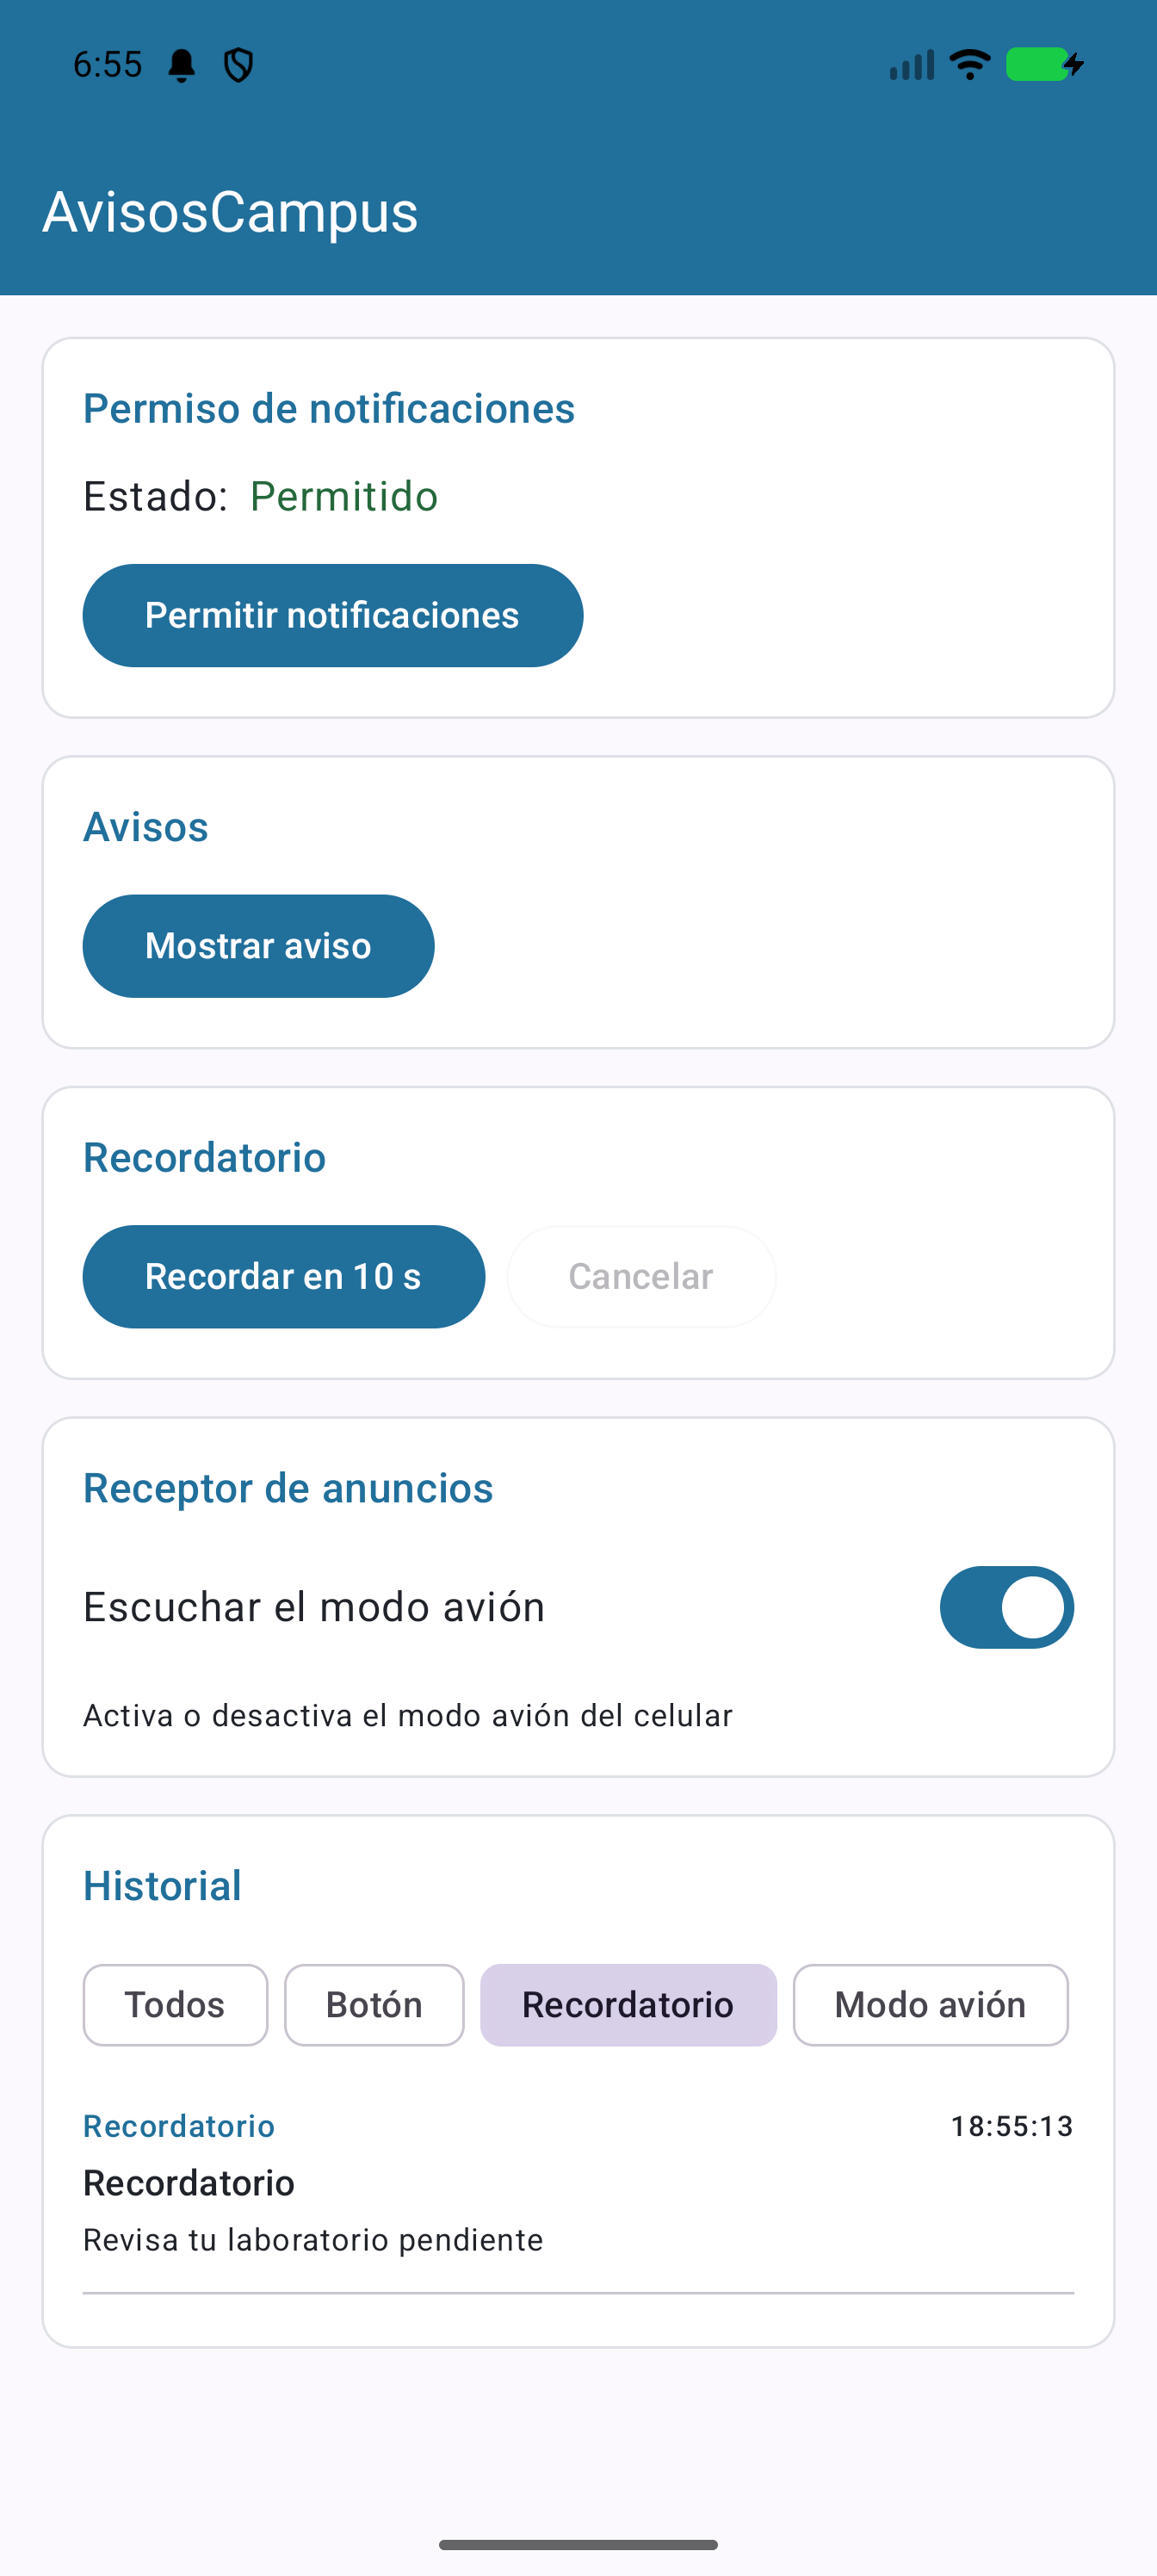 6:55
AvisosCampus
Permiso de notificaciones
Estado: Permitido
Permitir notificaciones
Avisos
Mostrar aviso
Recordatorio
Recordar en 10 s Cancelar
Receptor de anuncios
Escuchar el modo avión
Activa o desactiva el modo avión del celular
Historial
Todos Botón Recordatorio Modo avión
Recordatorio 18:55:13
Recordatorio
Revisa tu laboratorio pendiente